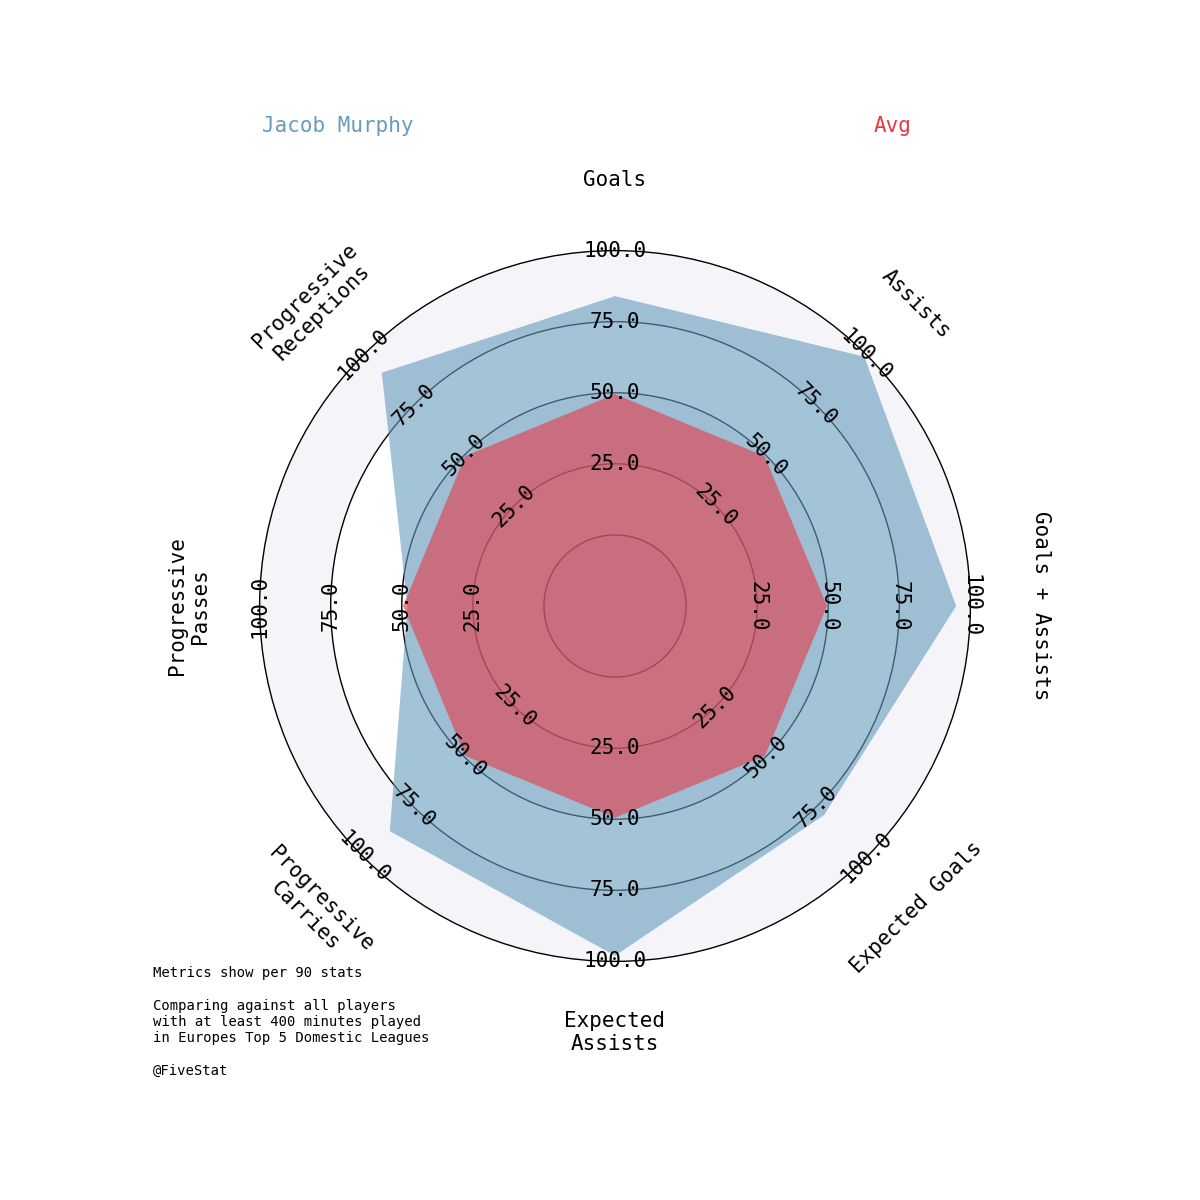 Jacob Murphy
Avg
Goals
Progressive
Receptions
Assists
100.0
100.0
100.0
75.0
75.0
75.0
50.0
50.0
50.0
25.0
25.0
25.0
Progressive
Passes
100.0
75.0
50.0
25.0
25.0
50.0
75.0
100.0
Goals + Assists
25.0
25.0
25.0
50.0
50.0
50.0
75.0
75.0
75.0
100.0
100.0
100.0
Progressive
Carries
Expected Goals
Expected
Assists
Metrics show per 90 stats
Comparing against all players
with at least 400 minutes played
in Europes Top 5 Domestic Leagues
@FiveStat